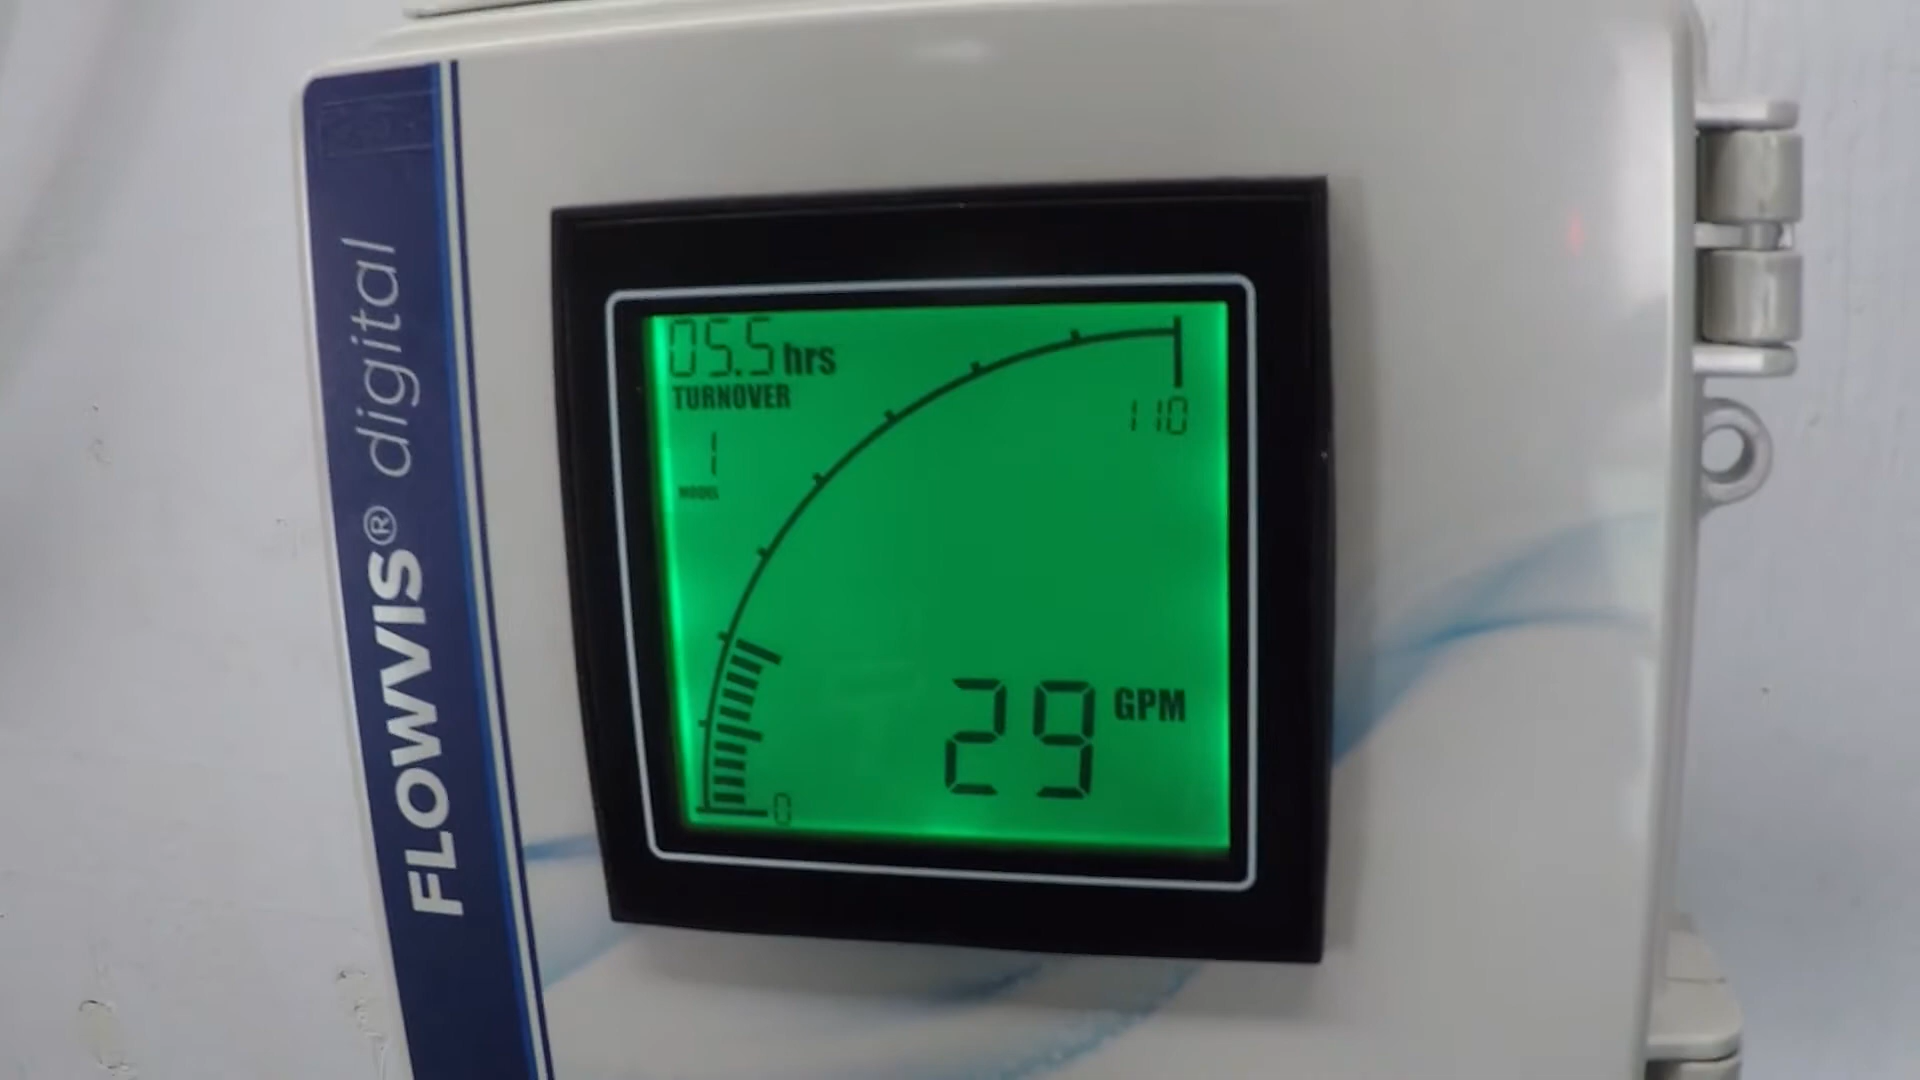 FLOWVIS® digital
05.5 hrs
TURNOVER
110
1
MODEL
29 GPM
0